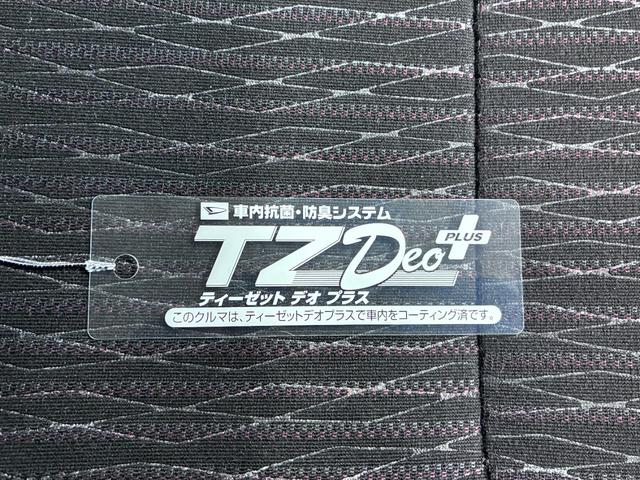 車内抗菌・防臭システム
TZ Deo PLUS
ティーゼット デオ プラス
このクルマは、ティーゼットデオプラスで車内をコーティング済です。